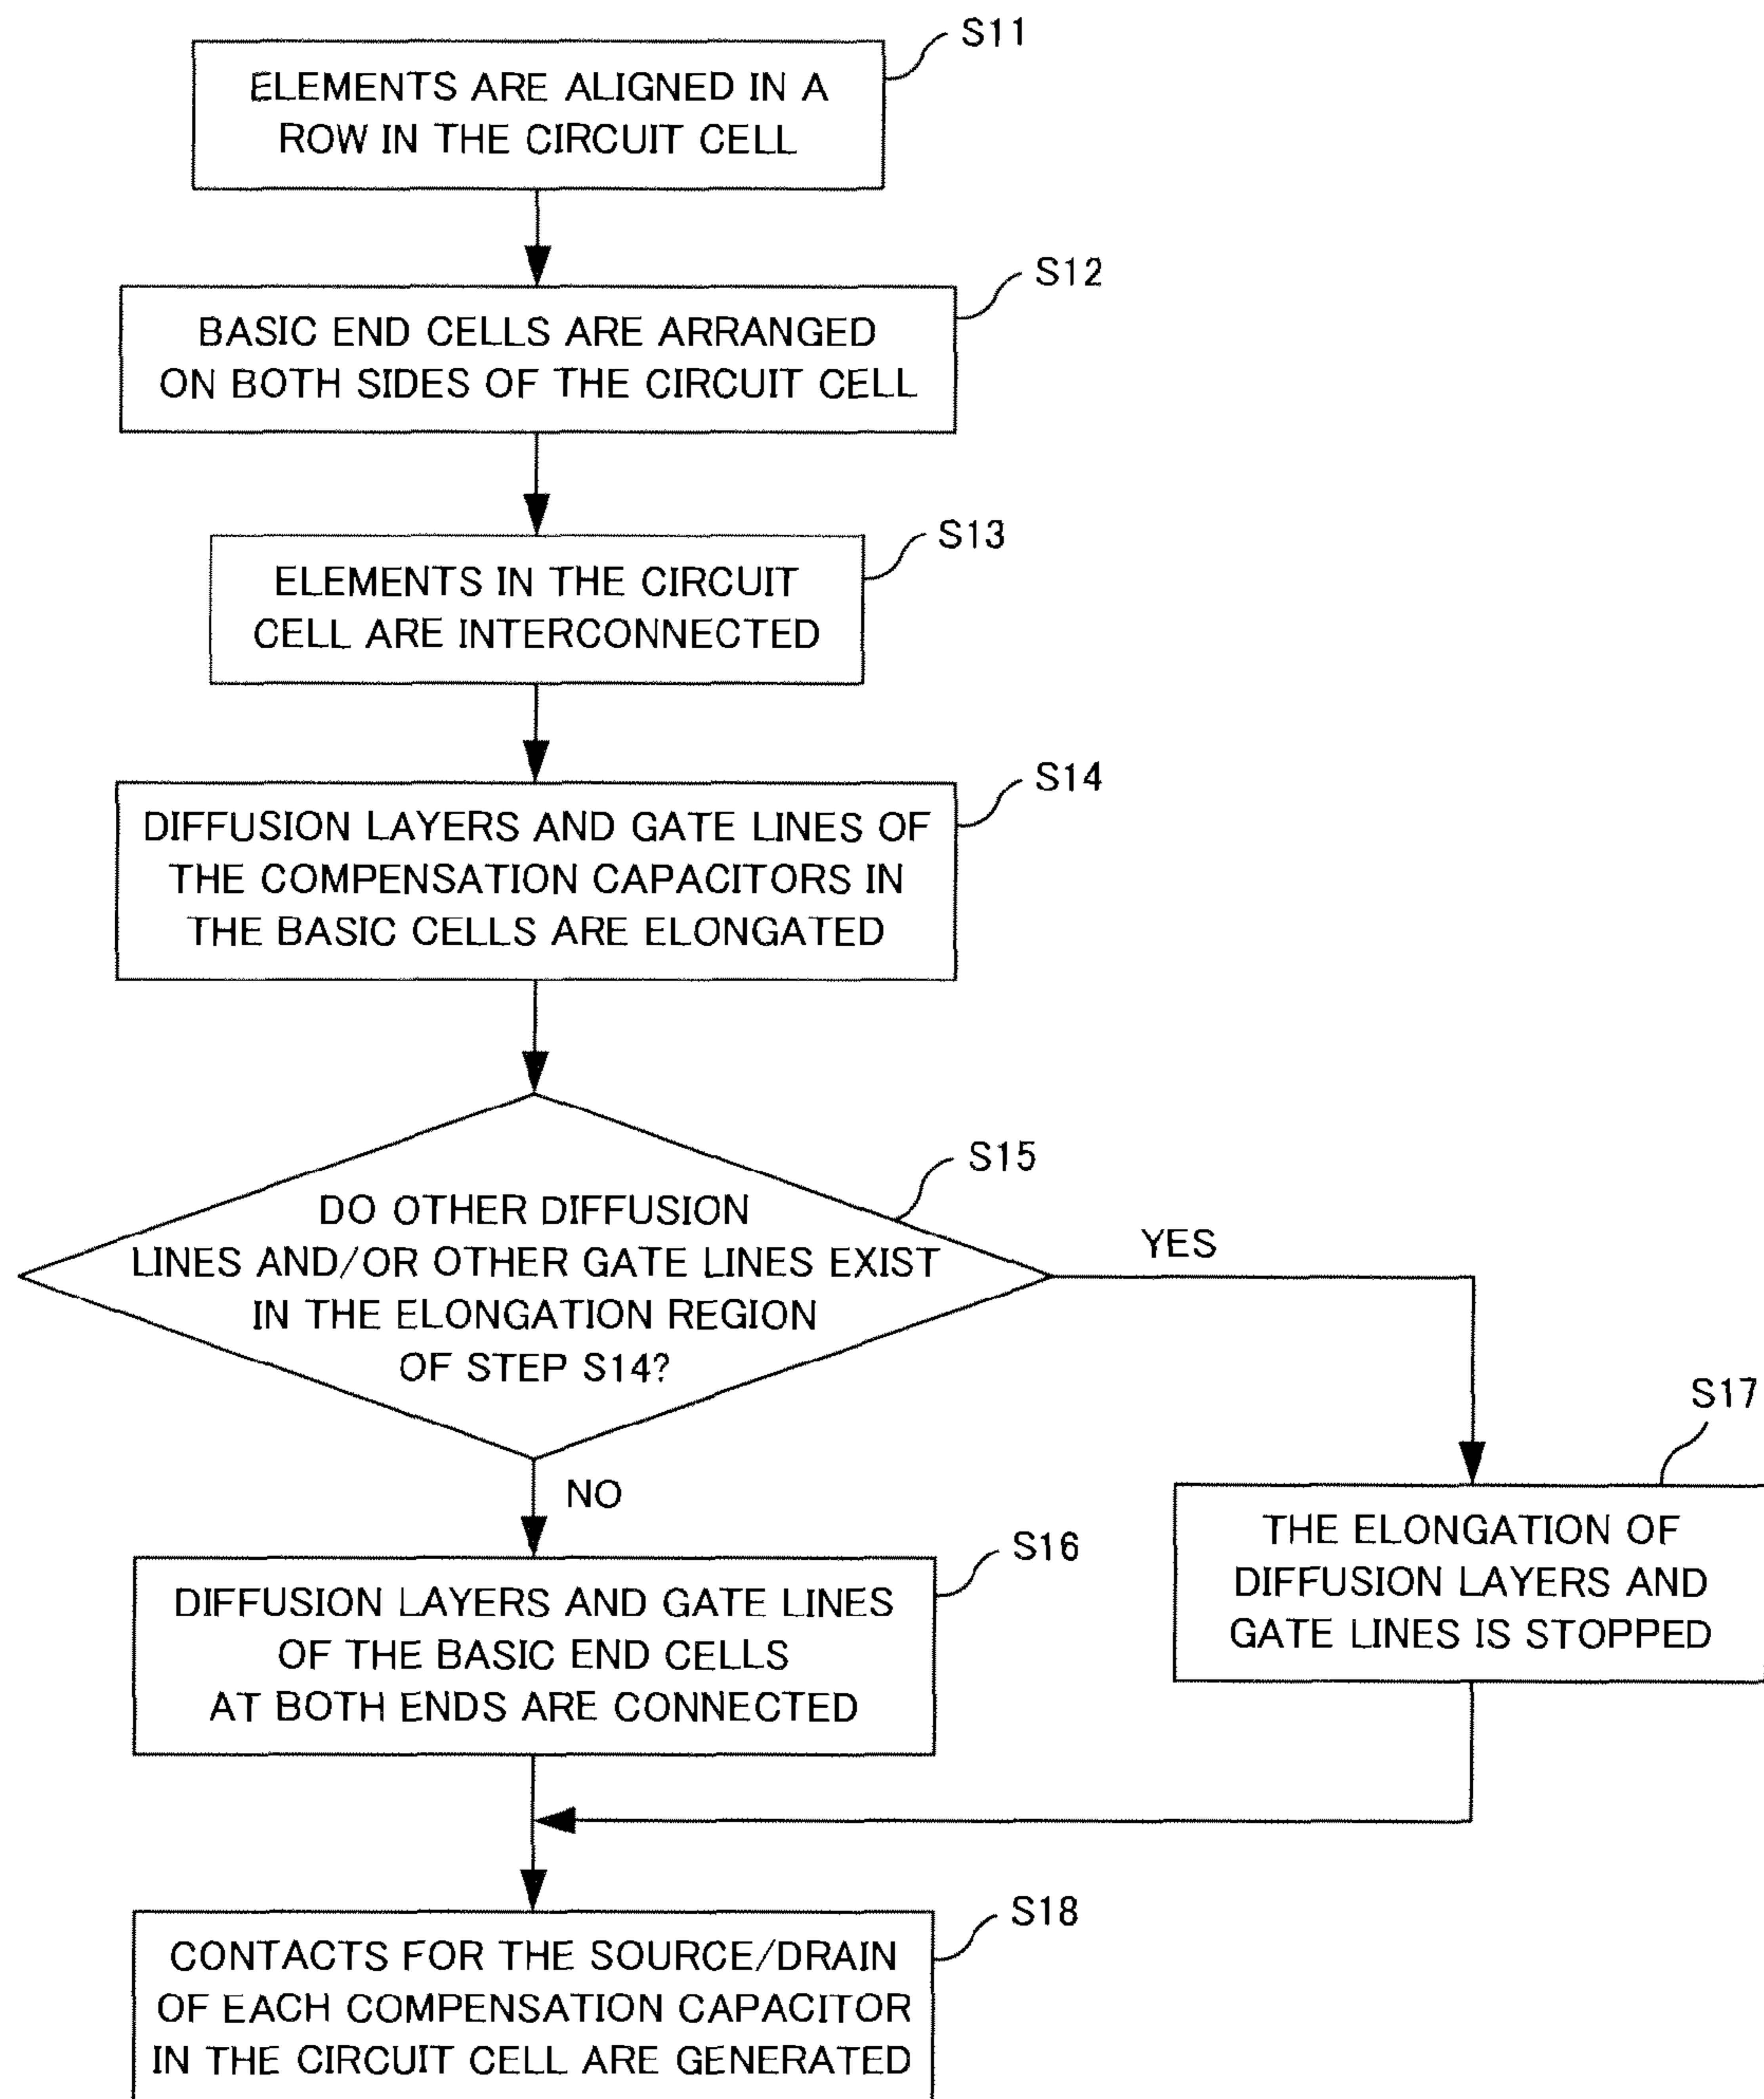 S11
ELEMENTS ARE ALIGNED IN A
ROW IN THE CIRCUIT CELL
S12
BASIC END CELLS ARE ARRANGED
ON BOTH SIDES OF THE CIRCUIT CELL
S13
ELEMENTS IN THE CIRCUIT
CELL ARE INTERCONNECTED
S14
DIFFUSION LAYERS AND GATE LINES OF
THE COMPENSATION CAPACITORS IN
THE BASIC CELLS ARE ELONGATED
S15
DO OTHER DIFFUSION
LINES AND/OR OTHER GATE LINES EXIST
IN THE ELONGATION REGION
OF STEP S14?
YES
NO
S16
DIFFUSION LAYERS AND GATE LINES
OF THE BASIC END CELLS
AT BOTH ENDS ARE CONNECTED
S17
THE ELONGATION OF
DIFFUSION LAYERS AND
GATE LINES IS STOPPED
S18
CONTACTS FOR THE SOURCE/DRAIN
OF EACH COMPENSATION CAPACITOR
IN THE CIRCUIT CELL ARE GENERATED